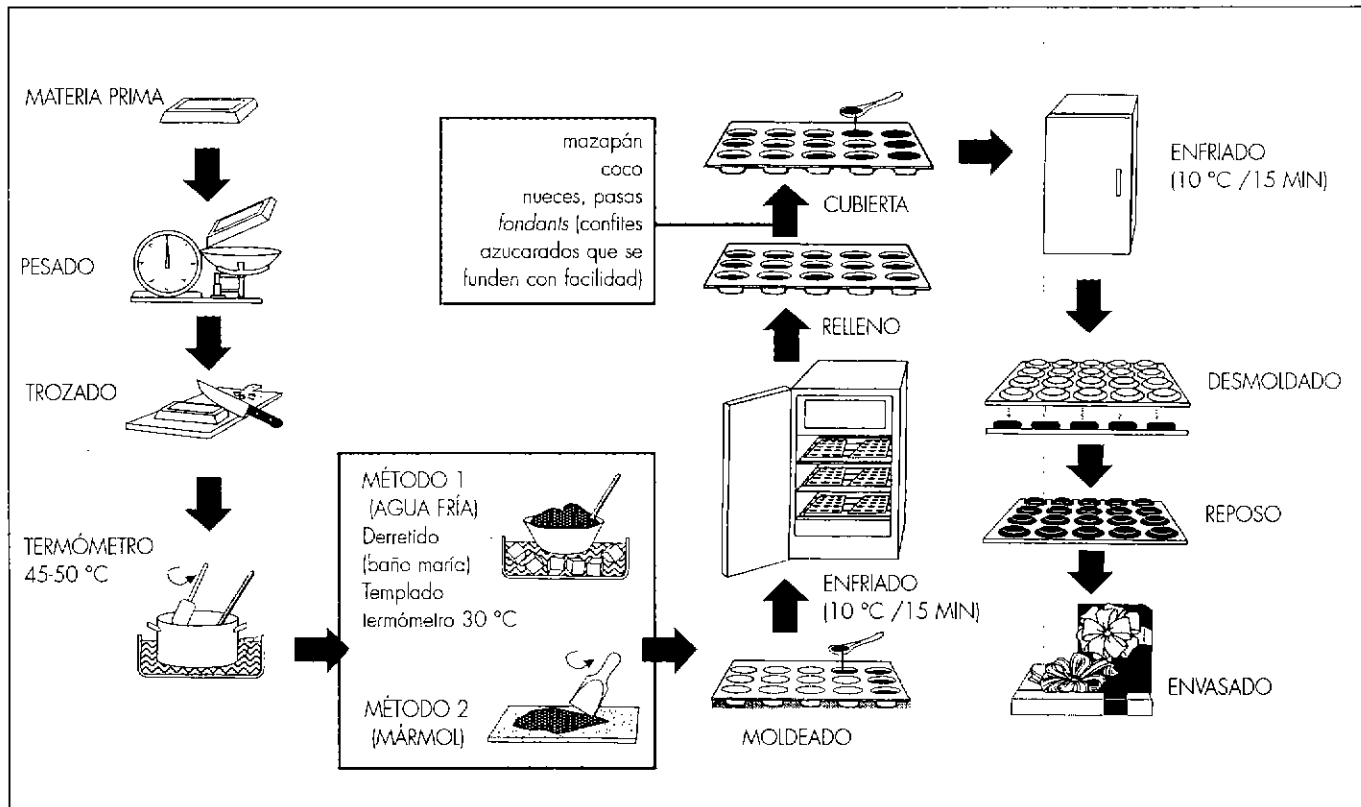 MATERIA PRIMA
PESADO
TROZADO
TERMÓMETRO
45-50 °C
MÉTODO 1
(AGUA FRÍA)
Derretido
(baño maría)
Templado
termómetro 30 °C
MÉTODO 2
(MÁRMOL)
MOLDEADO
ENFRIADO
(10 °C /15 MIN)
RELLENO
mazapán
coco
nueces, pasas
fondants (confites
azucarados que se
funden con facilidad)
CUBIERTA
ENFRIADO
(10 °C /15 MIN)
DESMOLDADO
REPOSO
ENVASADO